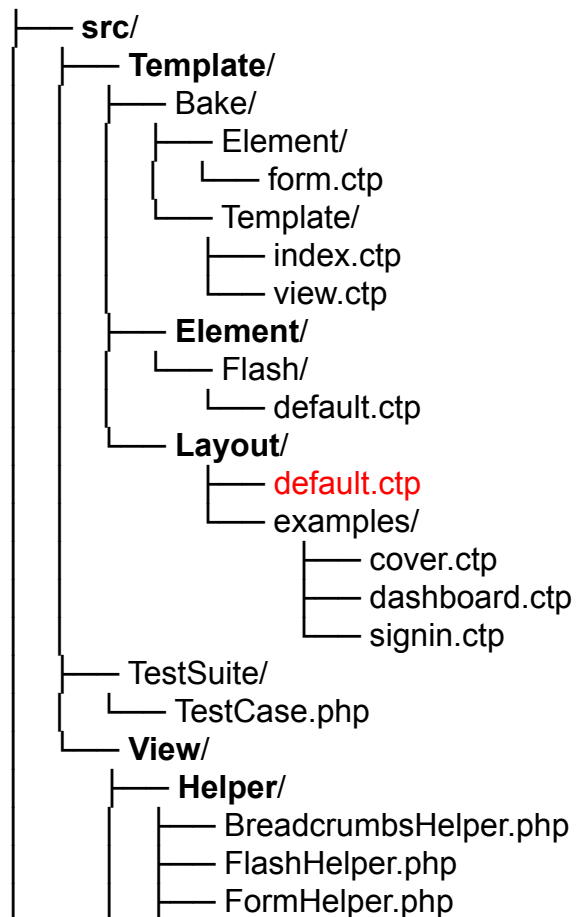 src/
Template/
Bake/
Element/
form.ctp
Template/
index.ctp
view.ctp
Element/
Flash/
default.ctp
Layout/
default.ctp
examples/
cover.ctp
dashboard.ctp
signin.ctp
TestSuite/
TestCase.php
View/
Helper/
BreadcrumbsHelper.php
FlashHelper.php
FormHelper.php